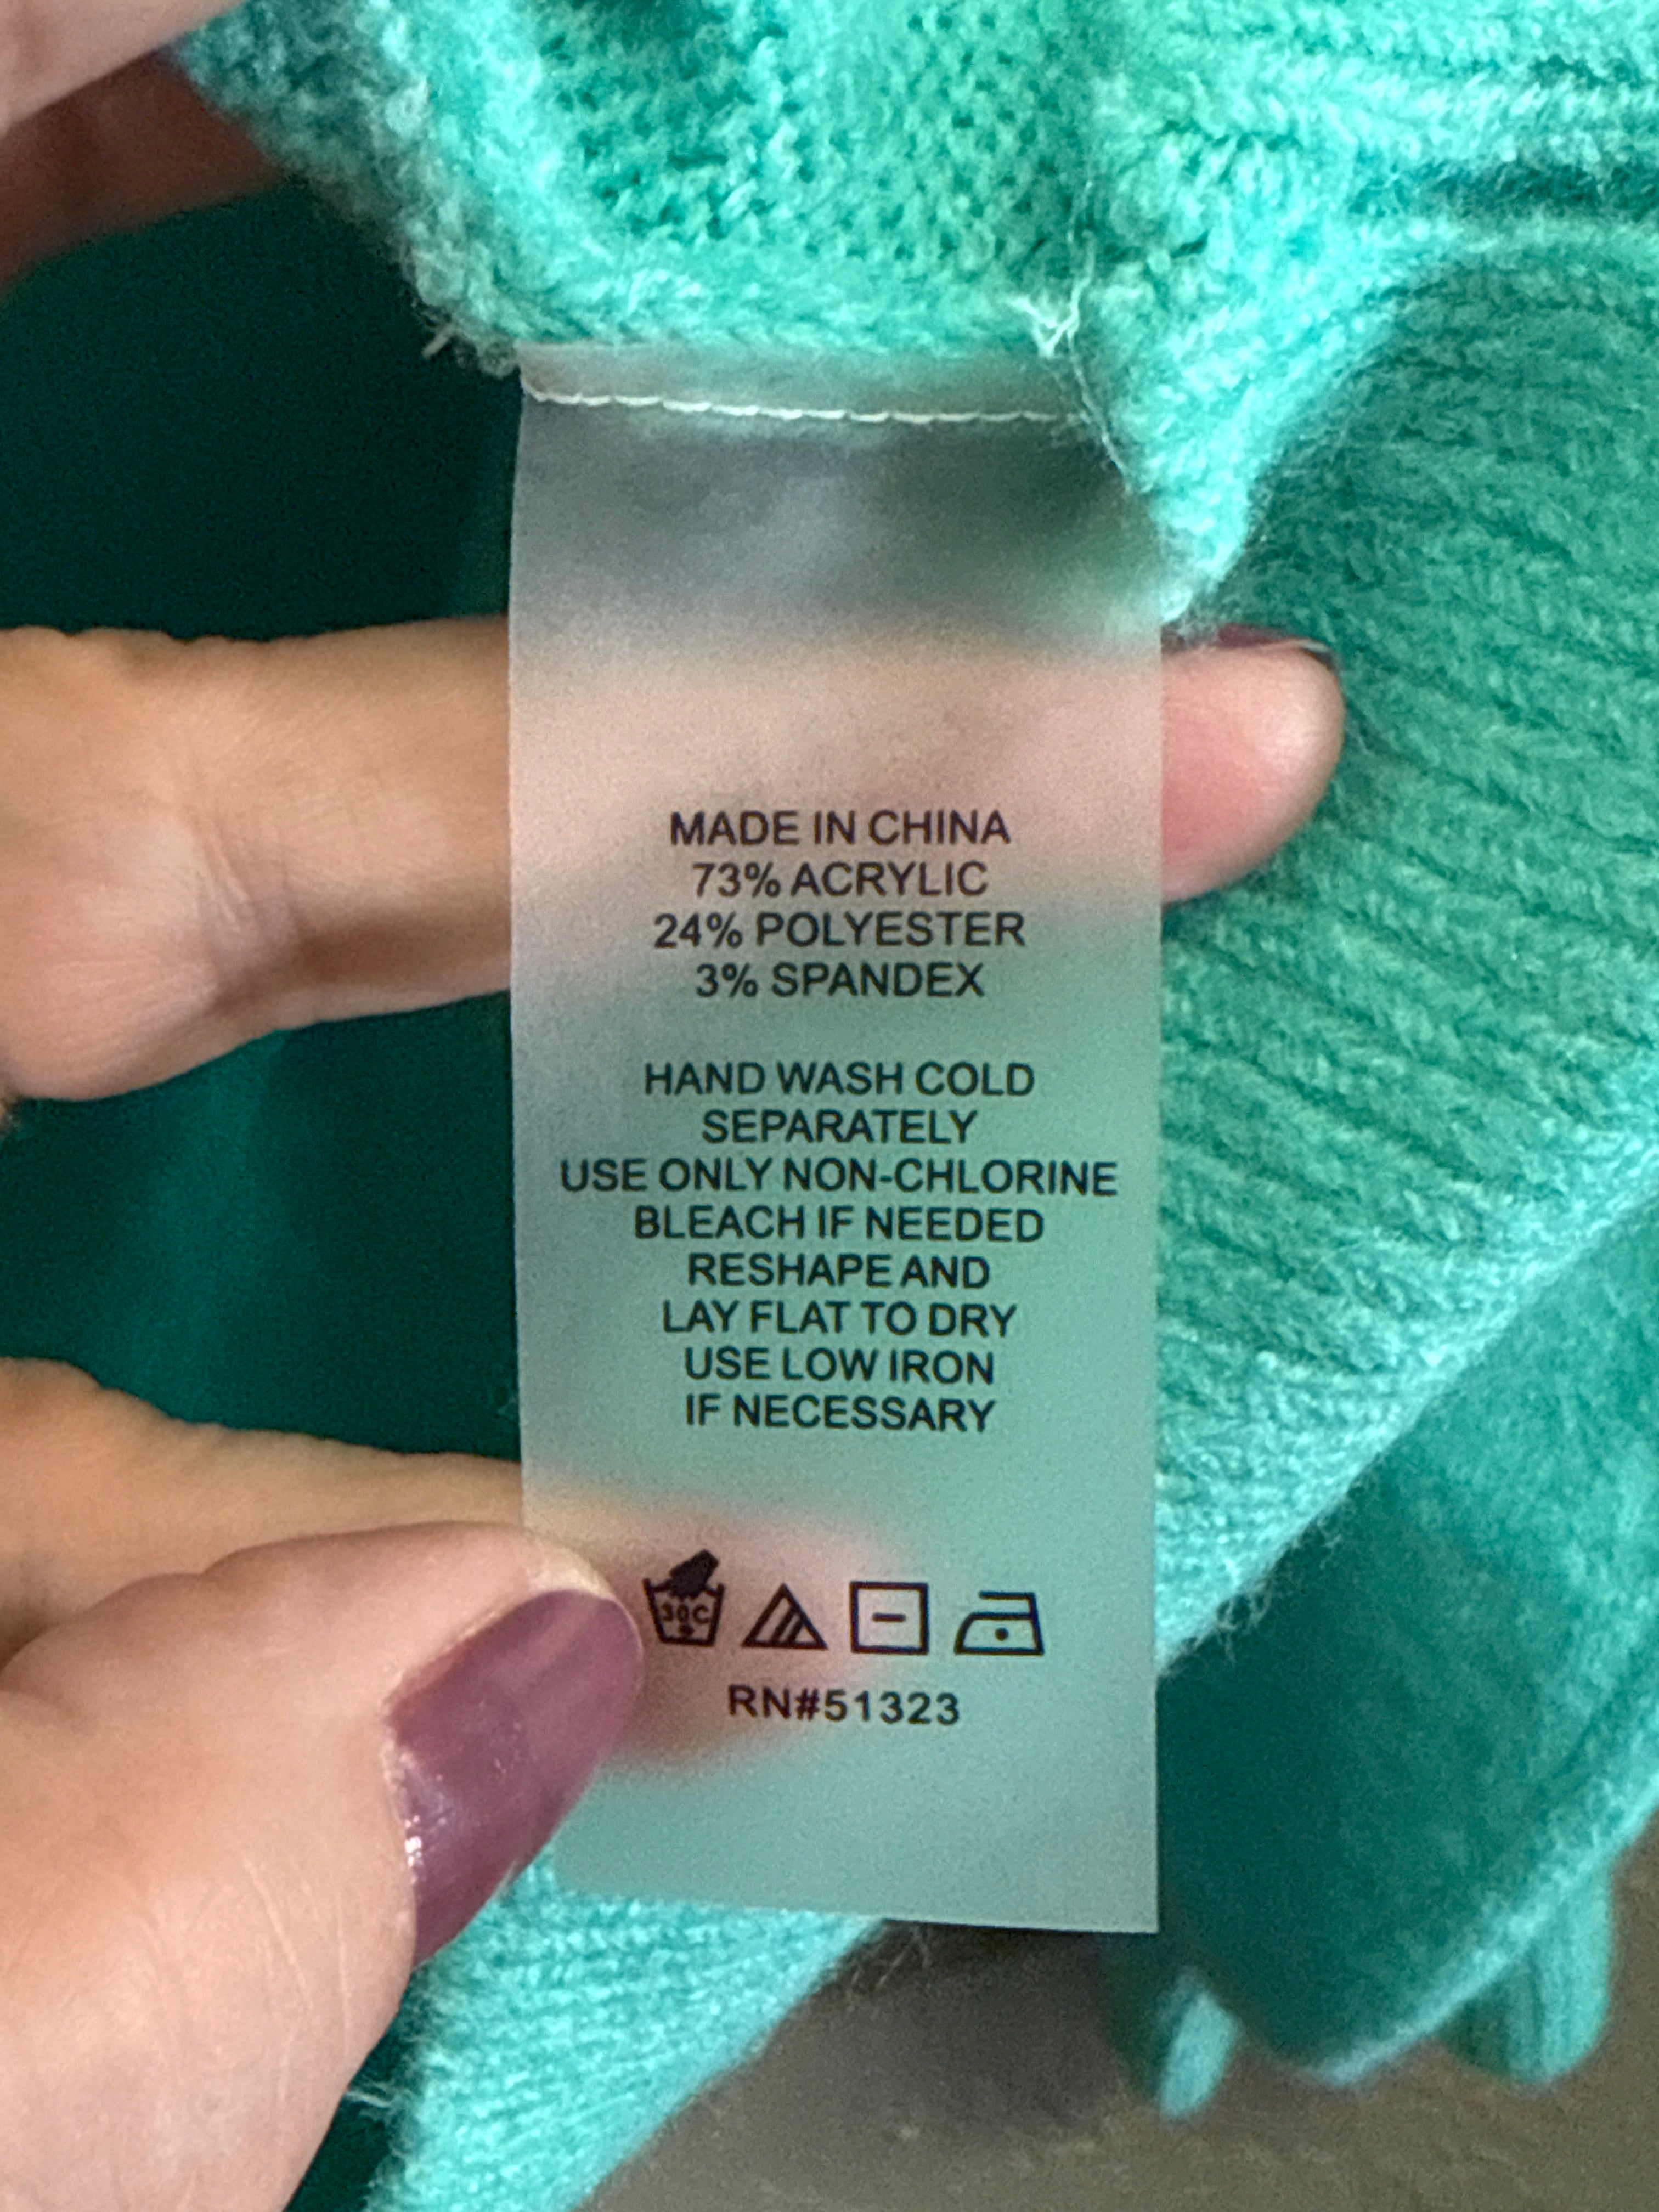 MADE IN CHINA
73% ACRYLIC
24% POLYESTER
3% SPANDEX
HAND WASH COLD
SEPARATELY
USE ONLY NON-CHLORINE
BLEACH IF NEEDED
RESHAPE AND
LAY FLAT TO DRY
USE LOW IRON
IF NECESSARY
30C
RN#51323